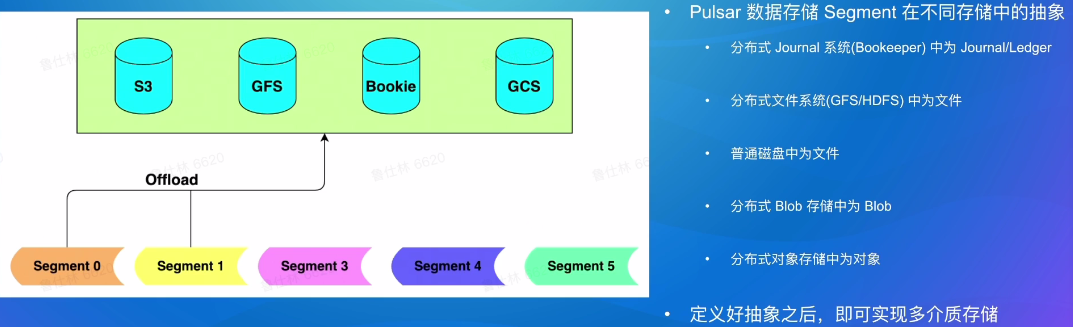 S3
GFS
Bookie
GCS
Offload
Segment 0
Segment 1
Segment 3
Segment 4
Segment 5
鲁仕林 6620
鲁仕林 6620
鲁仕林 6620
• Pulsar 数据存储 Segment 在不同存储中的抽象
• 分布式 Journal 系统(Bookeeper) 中为 Journal/Ledger
• 分布式文件系统(GFS/HDFS) 中为文件
• 普通磁盘中为文件
• 分布式 Blob 存储中为 Blob
• 分布式对象存储中为对象
• 定义好抽象之后，即可实现多介质存储